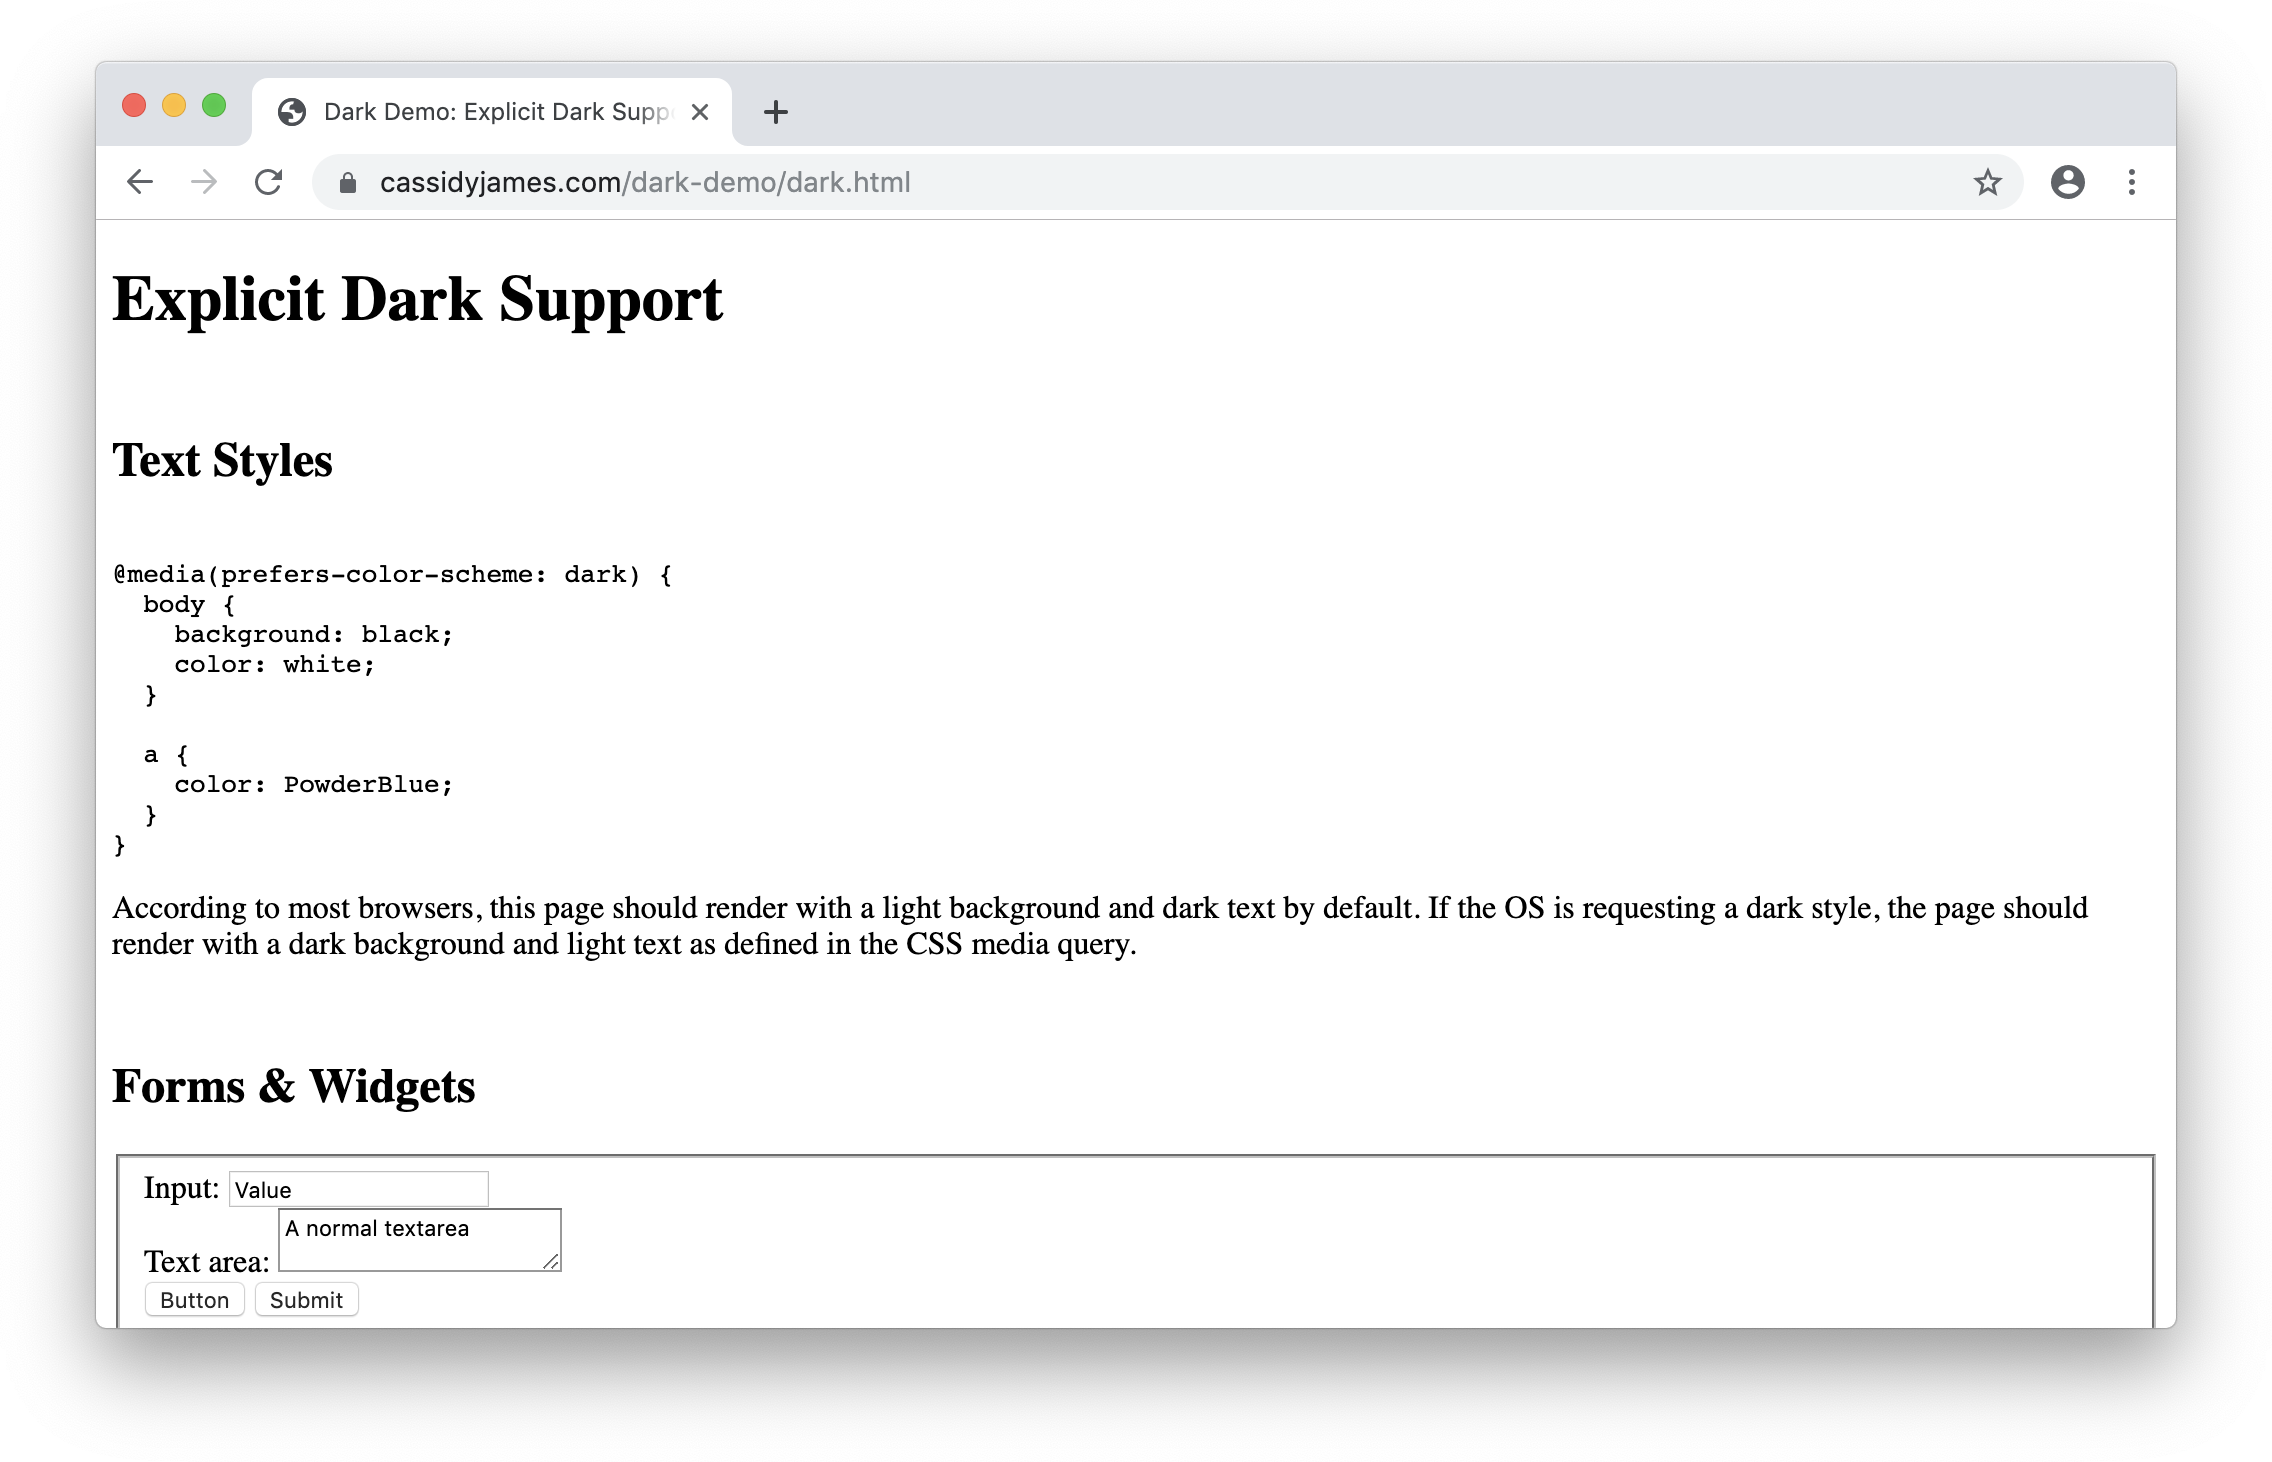 Dark Demo: Explicit Dark Supp
cassidyjames.com/dark-demo/dark.html
Explicit Dark Support
Text Styles
@media(prefers-color-scheme: dark) {
  body {
    background: black;
    color: white;
  }
  a {
    color: PowderBlue;
  }
}
According to most browsers, this page should render with a light background and dark text by default. If the OS is requesting a dark style, the page should
render with a dark background and light text as defined in the CSS media query.
Forms & Widgets
Input: Value
Text area: A normal textarea
Button Submit